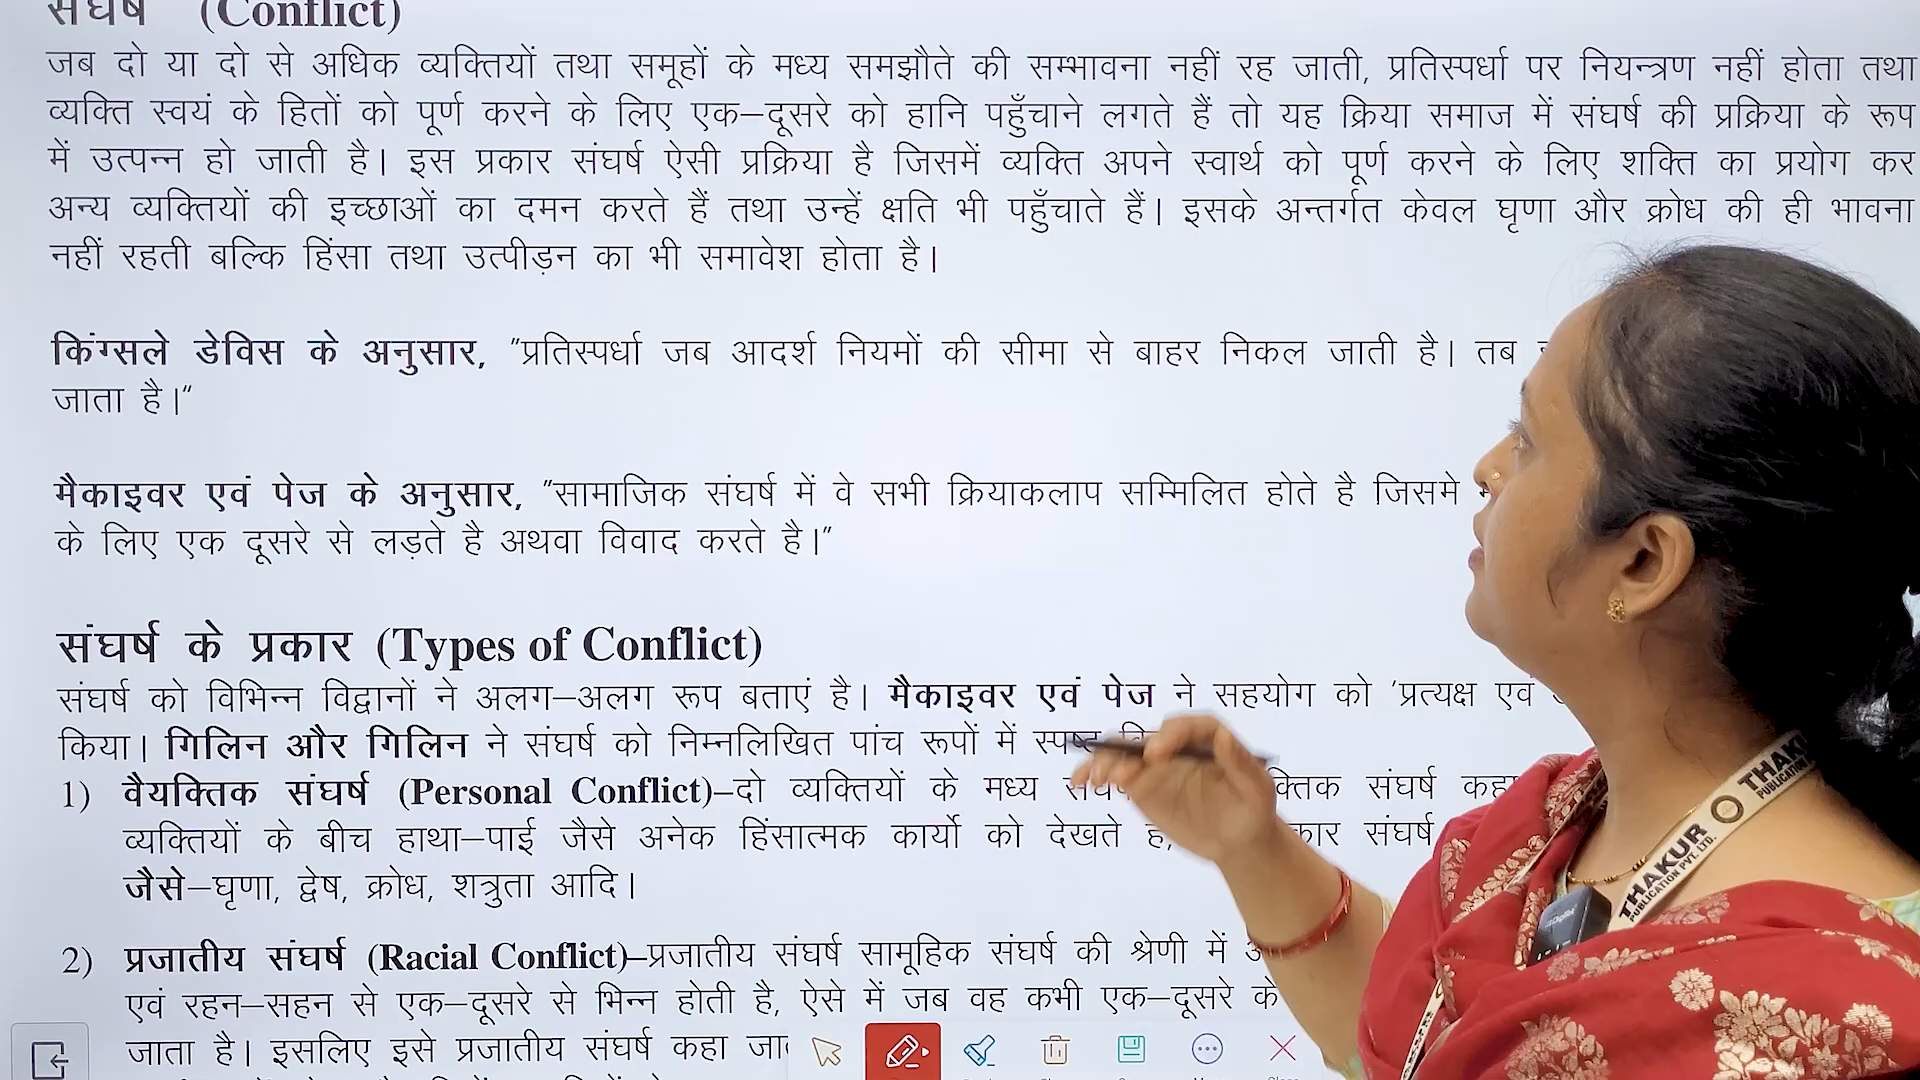 संघर्ष (Conflict)
जब दो या दो से अधिक व्यक्तियों तथा समूहों के मध्य समझौते की सम्भावना नहीं रह जाती, प्रतिस्पर्धा पर नियन्त्रण नहीं होता तथा
व्यक्ति स्वयं के हितों को पूर्ण करने के लिए एक–दूसरे को हानि पहुँचाने लगते हैं तो यह क्रिया समाज में संघर्ष की प्रक्रिया के रूप
में उत्पन्न हो जाती है। इस प्रकार संघर्ष ऐसी प्रक्रिया है जिसमें व्यक्ति अपने स्वार्थ को पूर्ण करने के लिए शक्ति का प्रयोग कर
अन्य व्यक्तियों की इच्छाओं का दमन करते हैं तथा उन्हें क्षति भी पहुँचाते हैं। इसके अन्तर्गत केवल घृणा और क्रोध की ही भावना
नहीं रहती बल्कि हिंसा तथा उत्पीड़न का भी समावेश होता है।
किंग्सले डेविस के अनुसार, "प्रतिस्पर्धा जब आदर्श नियमों की सीमा से बाहर निकल जाती है। तब
जाता है।"
मैकाइवर एवं पेज के अनुसार, "सामाजिक संघर्ष में वे सभी क्रियाकलाप सम्मिलित होते है जिसमे
के लिए एक दूसरे से लड़ते है अथवा विवाद करते है।"
संघर्ष के प्रकार (Types of Conflict)
संघर्ष को विभिन्न विद्वानों ने अलग–अलग रूप बताएं है। मैकाइवर एवं पेज ने सहयोग को 'प्रत्यक्ष एवं
किया। गिलिन और गिलिन ने संघर्ष को निम्नलिखित पांच रूपों में स्पष्ट
1) वैयक्तिक संघर्ष (Personal Conflict)–दो व्यक्तियों के मध्य संघर्ष संघर्ष
व्यक्तियों के बीच हाथा–पाई जैसे अनेक हिंसात्मक कार्यो को देखते संघर्ष
जैसे–घृणा, द्वेष, क्रोध, शत्रुता आदि।
2) प्रजातीय संघर्ष (Racial Conflict)–प्रजातीय संघर्ष सामूहिक संघर्ष की श्रेणी में
एवं रहन–सहन से एक–दूसरे से भिन्न होती है, ऐसे में जब वह कभी एक–दूसरे के
जाता है। इसलिए इसे प्रजातीय संघर्ष कहा
THAKUR
PUBLICATION PVT. LTD.
THAKUR
PUBLICATION